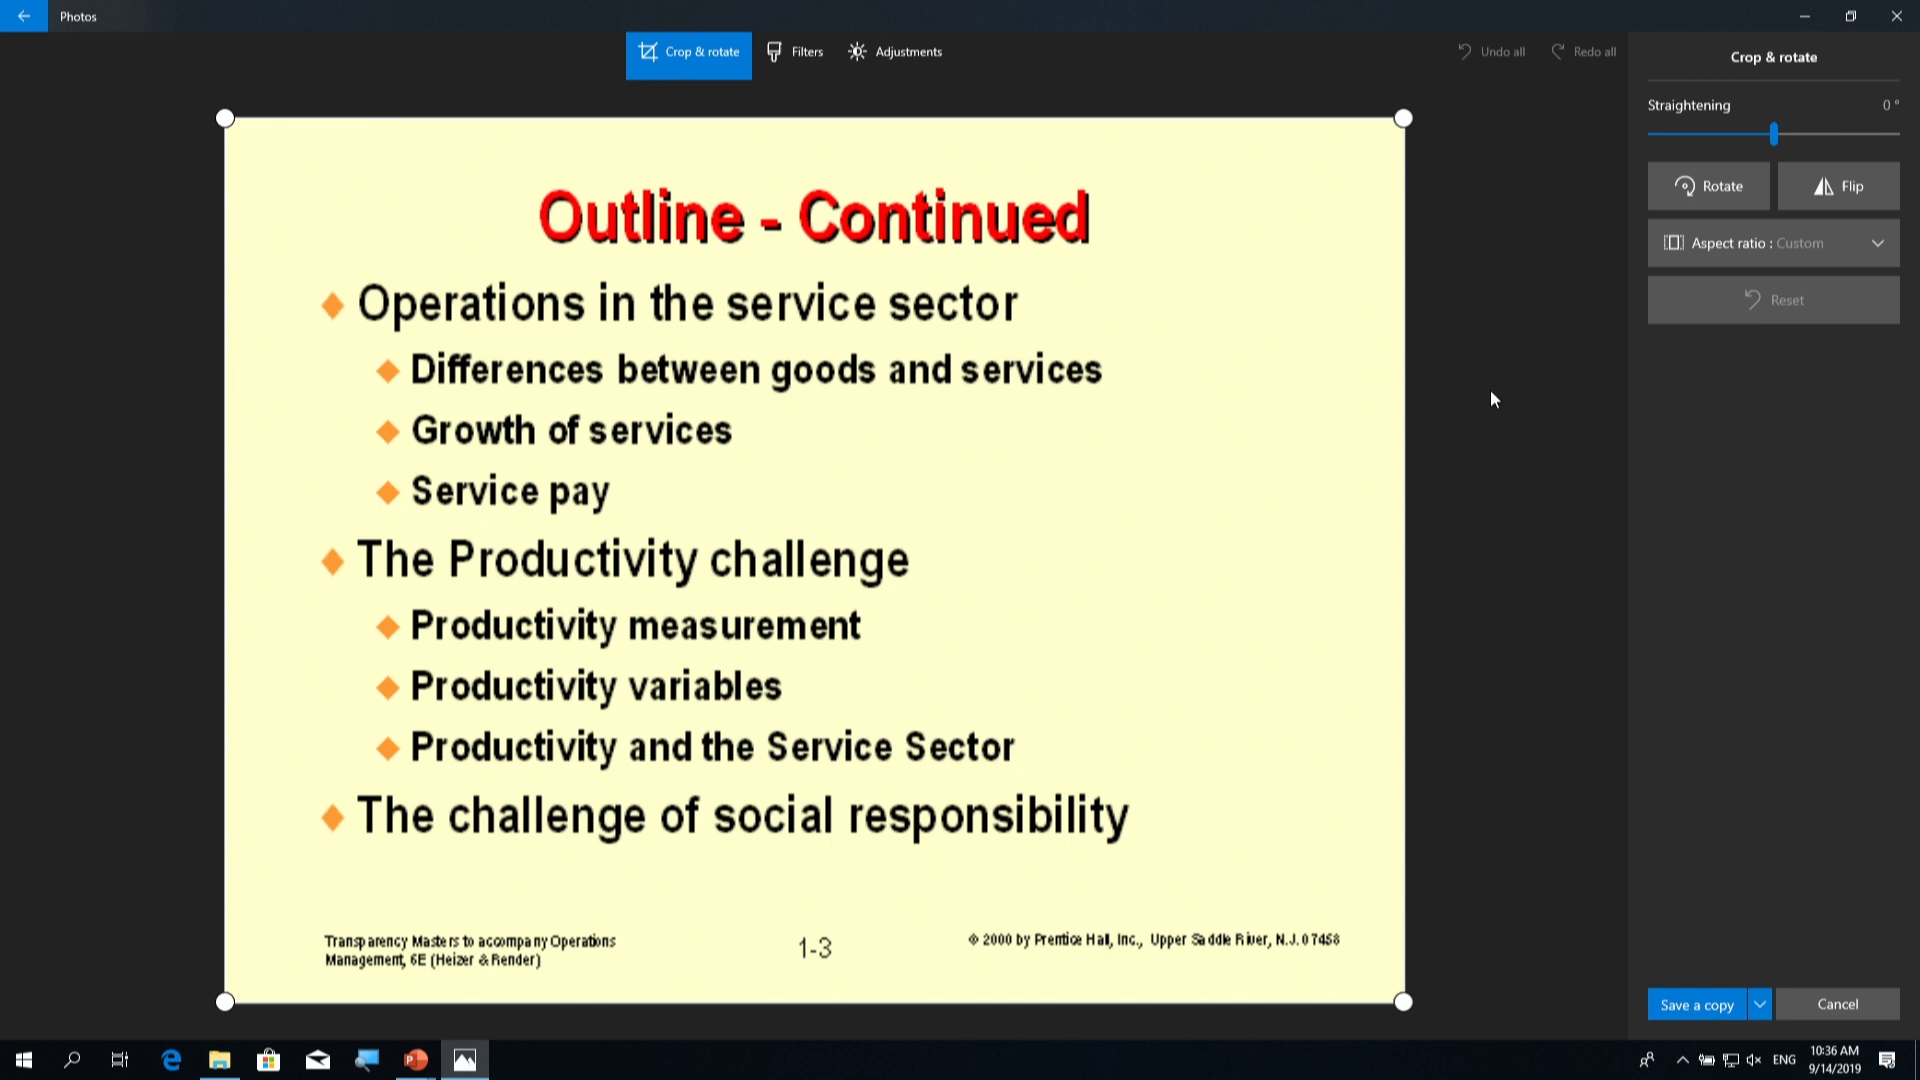 Photos
Crop & rotate
Filters
Adjustments
Undo all
Redo all
Crop & rotate
Straightening
0 °
Rotate
Flip
Aspect ratio : Custom
Reset
Outline - Continued
Operations in the service sector
Differences between goods and services
Growth of services
Service pay
The Productivity challenge
Productivity measurement
Productivity variables
Productivity and the Service Sector
The challenge of social responsibility
Transparency Masters to accompany Operations
Management, 6E (Heizer & Render)
1-3
© 2000 by Prentice Hall, Inc., Upper Saddle River, N.J. 07458
Save a copy
Cancel
ENG
10:36 AM
9/14/2019